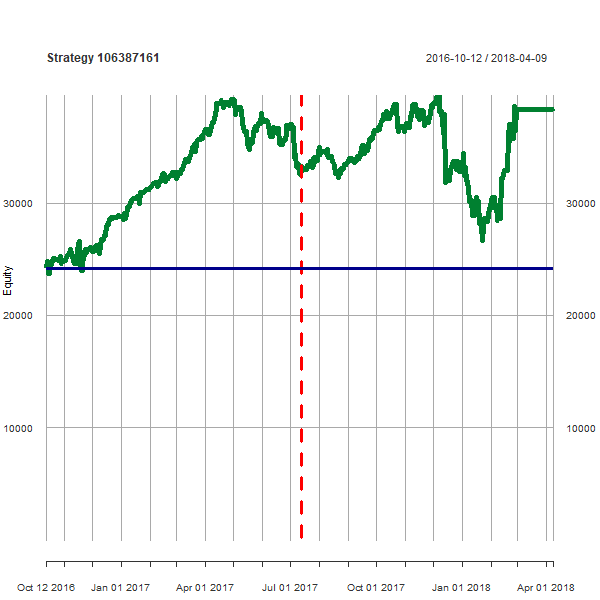 Strategy 106387161 2016-10-12 / 2018-04-09
30000 30000
Equity
20000 20000
10000 10000
Oct 12 2016 Jan 01 2017 Apr 01 2017 Jul 01 2017 Oct 01 2017 Jan 01 2018 Apr 01 2018